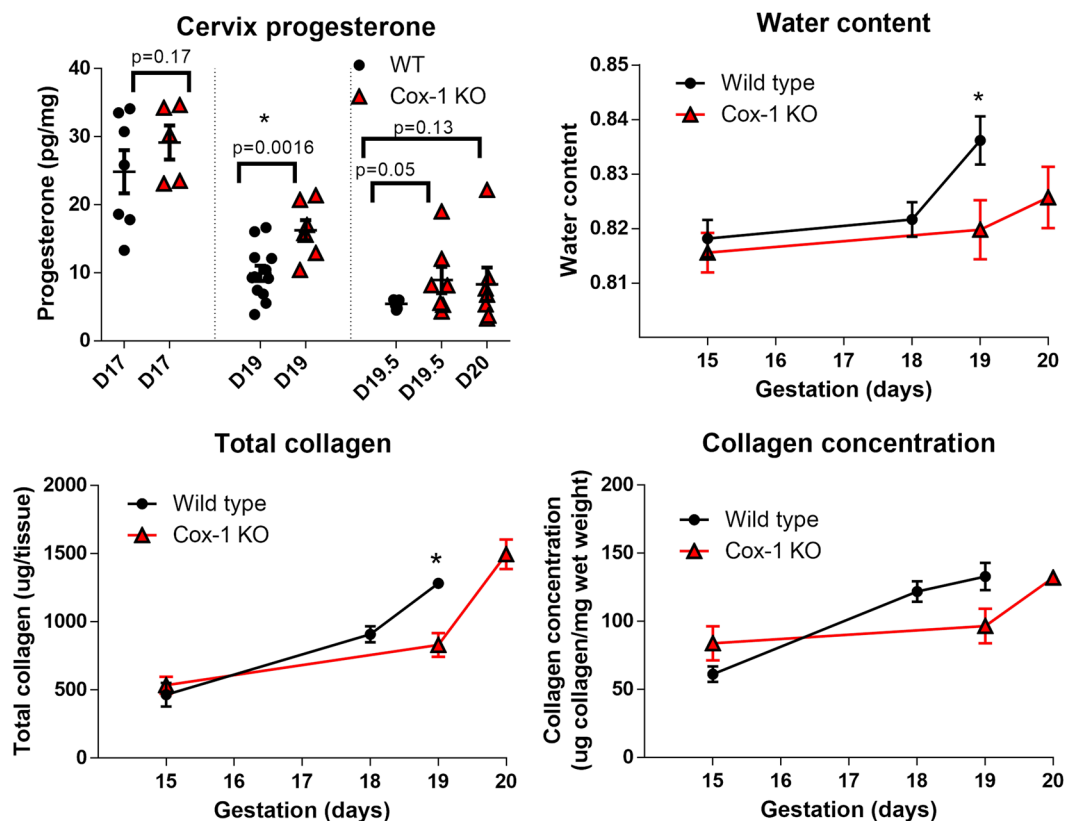 Cervix progesterone
p=0.17
WT
Cox-1 KO
*
p=0.0016
p=0.13
p=0.05
Progesterone (pg/mg)
40
30
20
10
0
D17
D17
D19
D19
D19.5
D19.5
D20
Water content
Wild type
Cox-1 KO
*
Water content
0.85
0.84
0.83
0.82
0.81
15 16 17 18 19 20
Gestation (days)
Total collagen
Wild type
Cox-1 KO
*
Total collagen (ug/tissue)
2000
1500
1000
500
0
15 16 17 18 19 20
Gestation (days)
Collagen concentration
Wild type
Cox-1 KO
Collagen concentration
(ug collagen/mg wet weight)
200
150
100
50
0
15 16 17 18 19 20
Gestation (days)